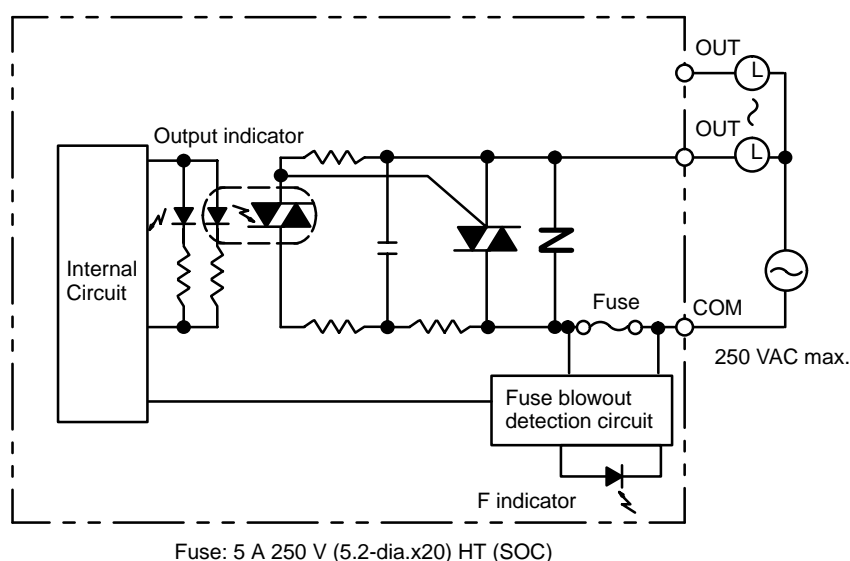 OUT
L
OUT
L
Output indicator
Internal
Circuit
Fuse
COM
250 VAC max.
Fuse blowout
detection circuit
F indicator
Fuse: 5 A 250 V (5.2-dia.x20) HT (SOC)